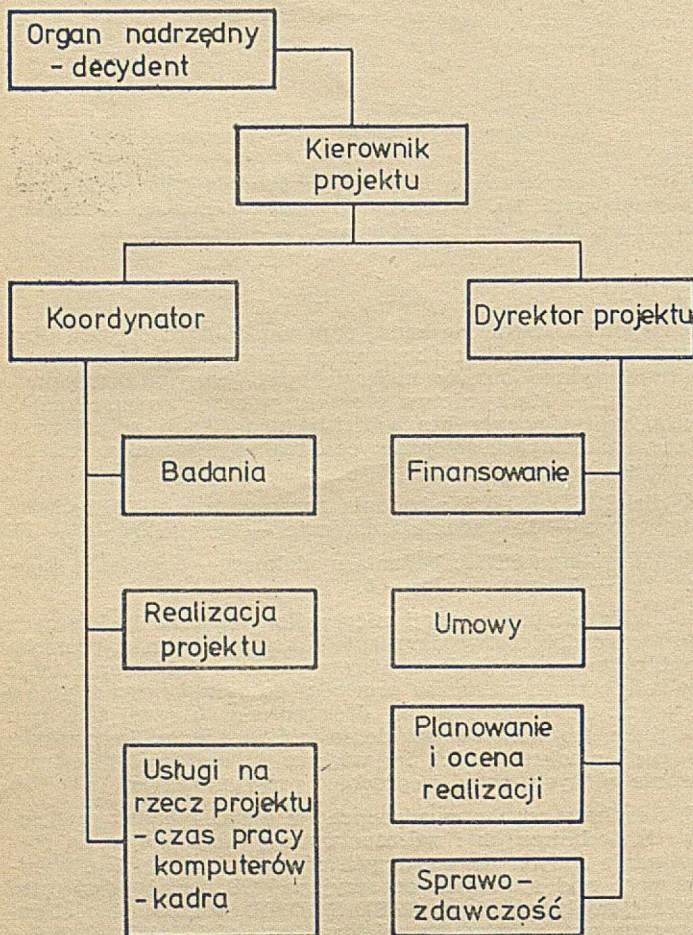 Organ nadrzędny
- decydent
Kierownik
projektu
Koordynator
Dyrektor projektu
Badania
Finansowanie
Realizacja
projektu
Umowy
Usługi na
rzecz projektu
- czas pracy
komputerów
- kadra
Planowanie
i ocena
realizacji
Sprawo-
zdawczość